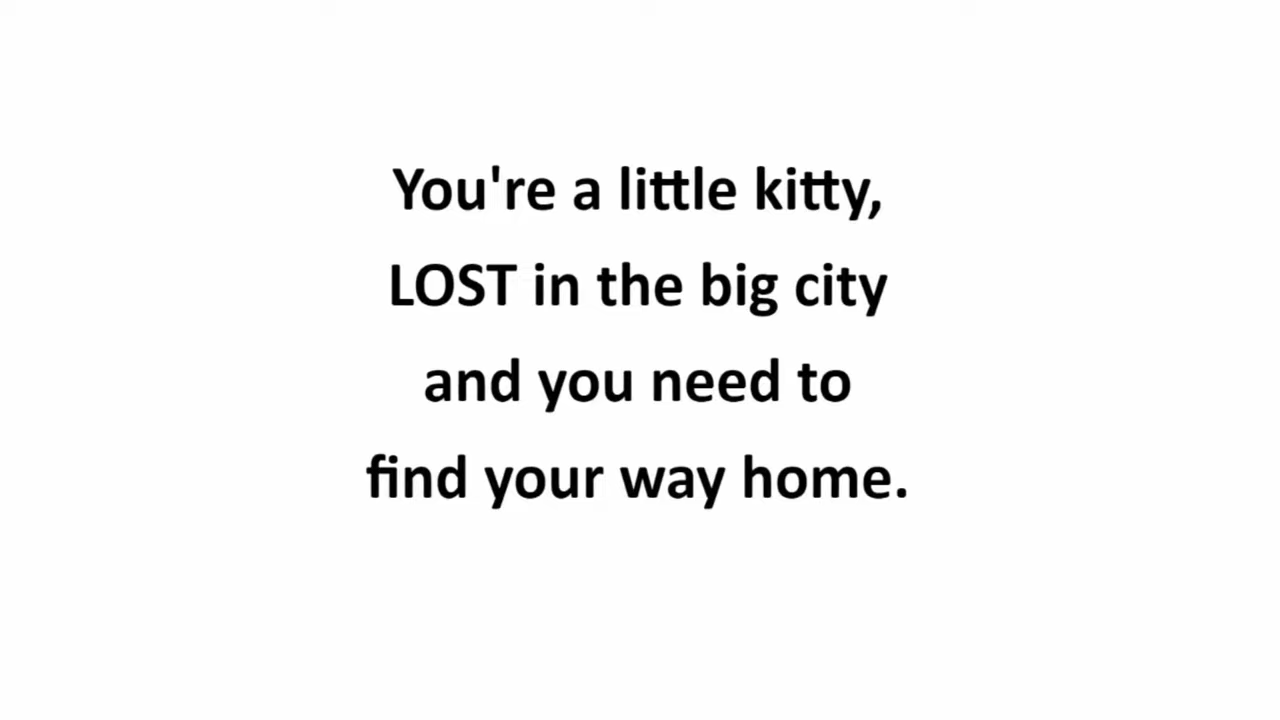 You're a little kitty,
LOST in the big city
and you need to
find your way home.